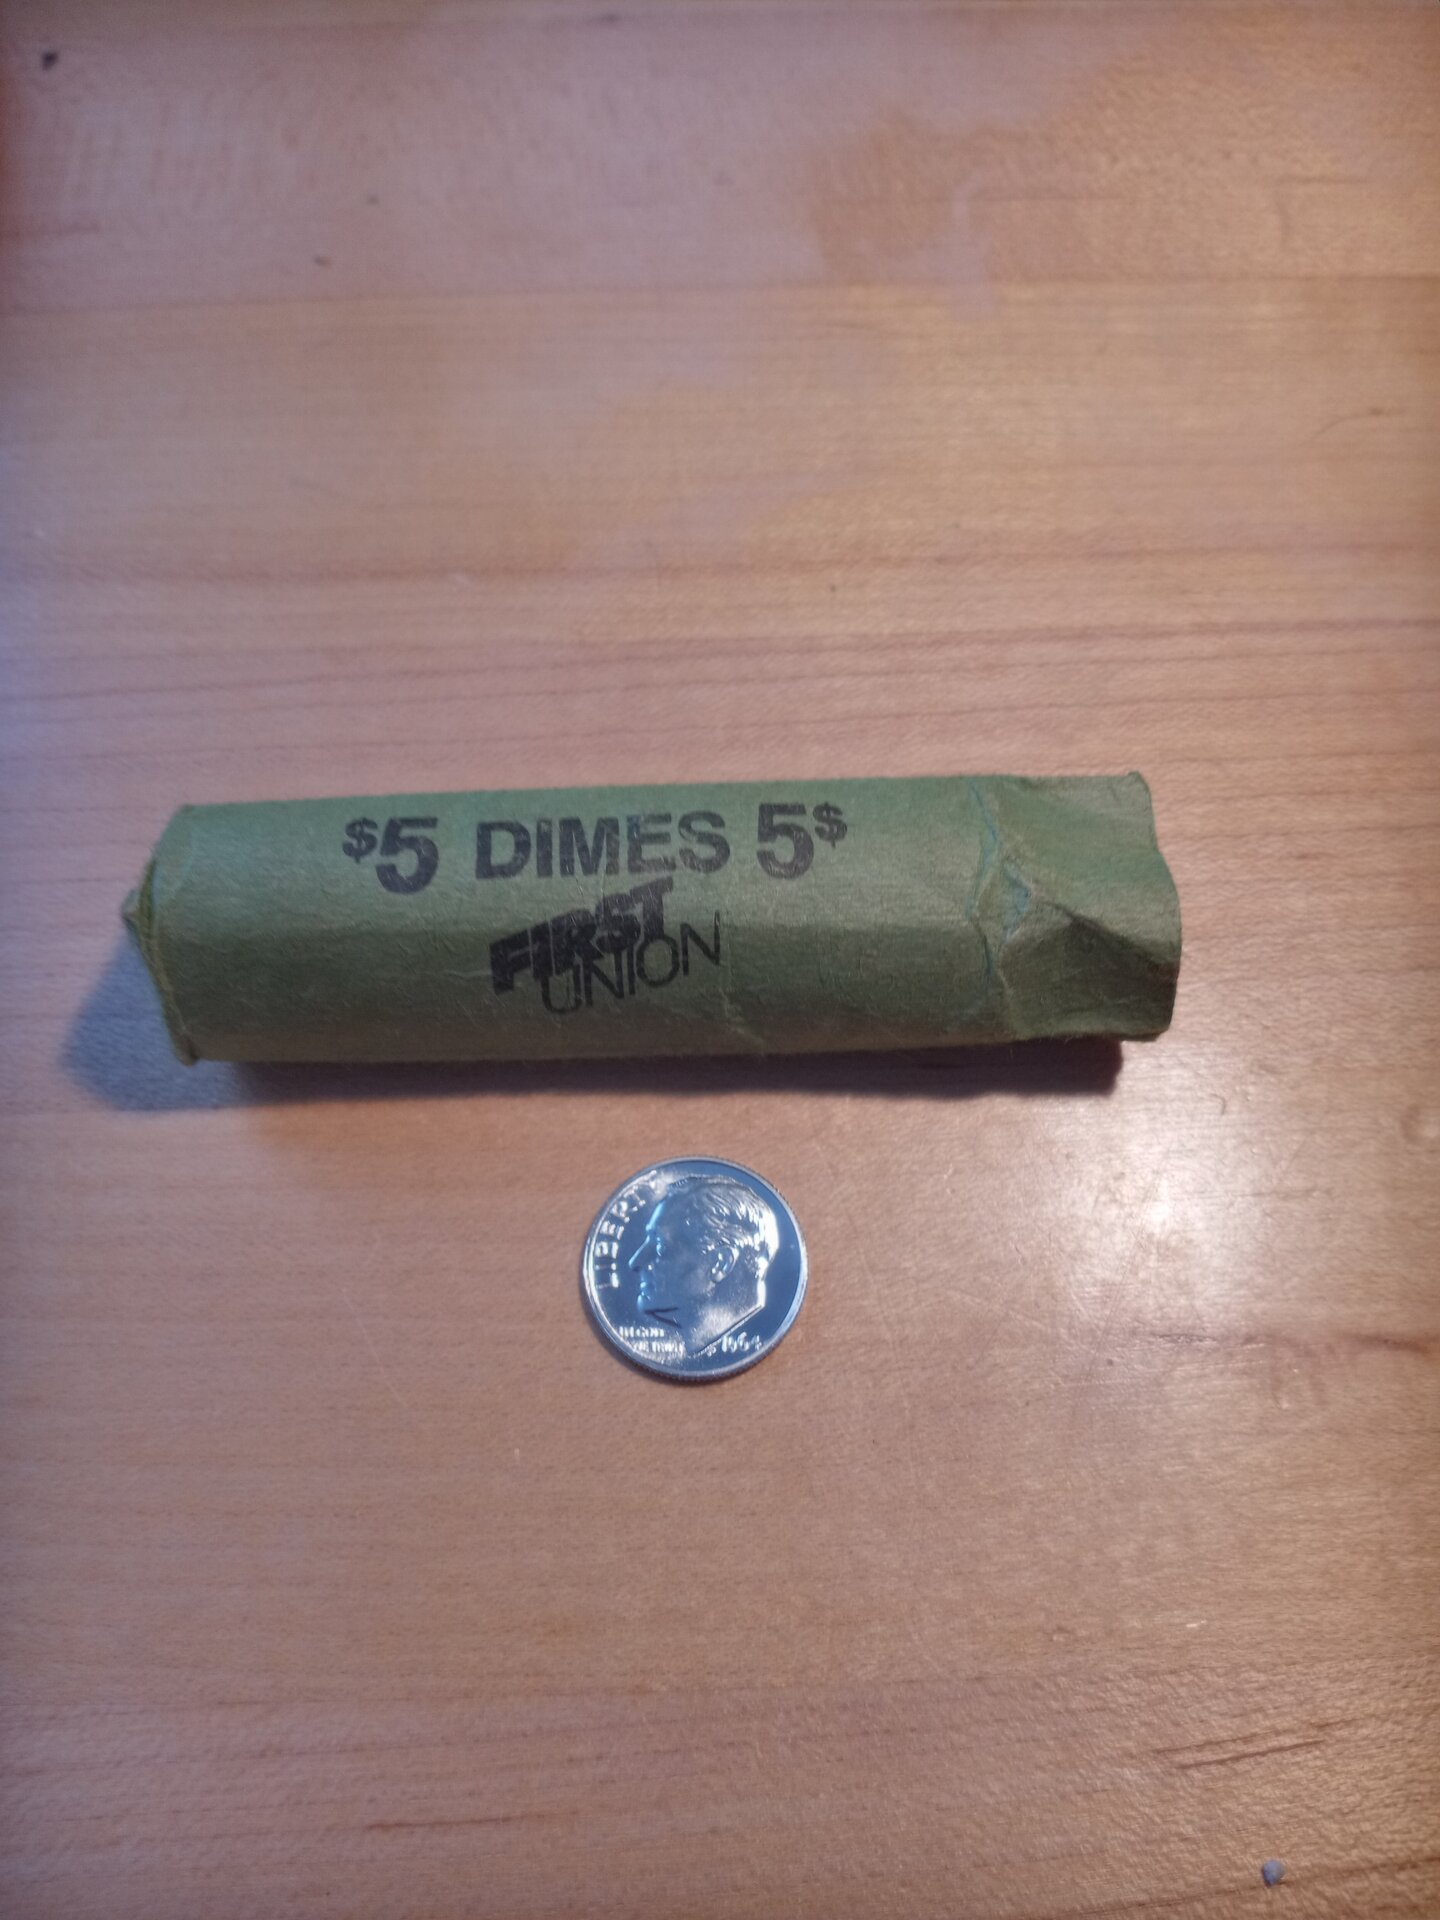 $5 DIMES 5$
FIRST
UNION
LIBERTY
IN GOD
WE TRUST
1964